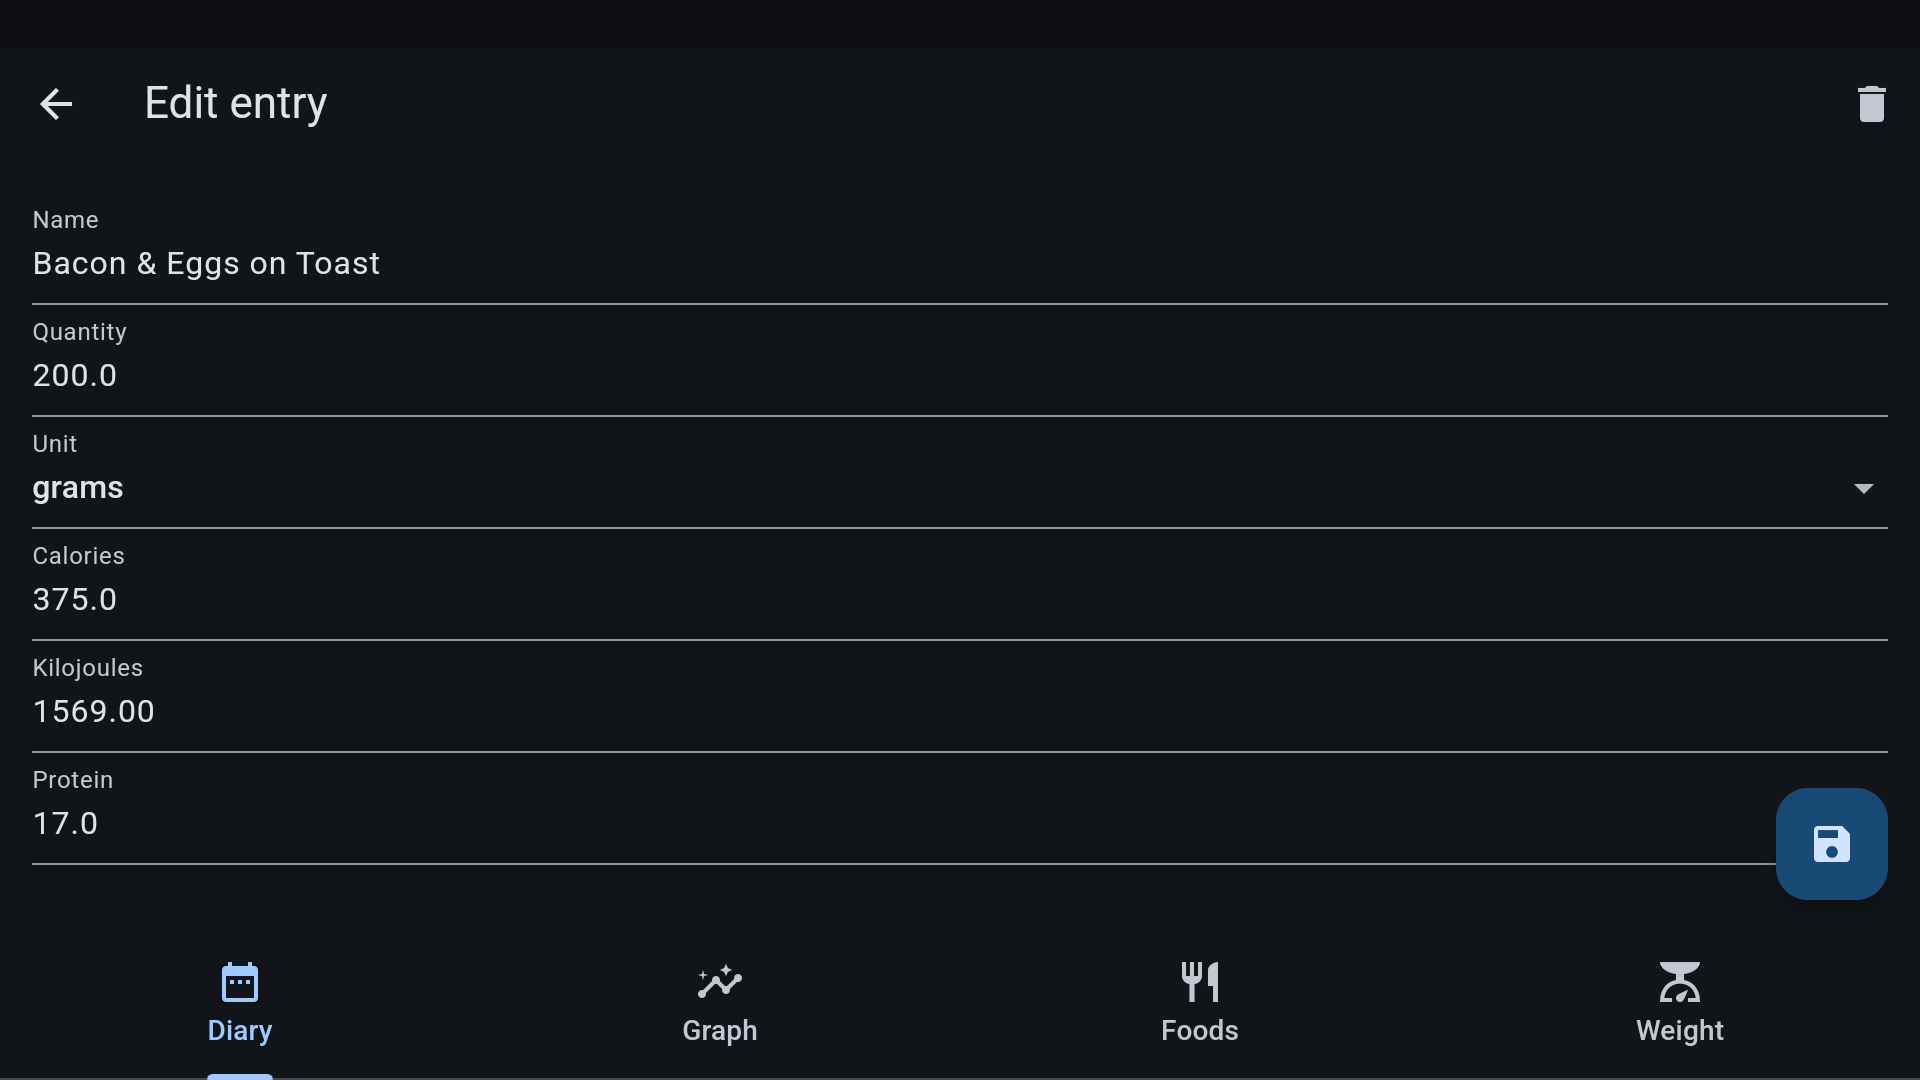 Edit entry
Name
Bacon & Eggs on Toast
Quantity
200.0
Unit
grams
Calories
375.0
Kilojoules
1569.00
Protein
17.0
Diary
Graph
Foods
Weight